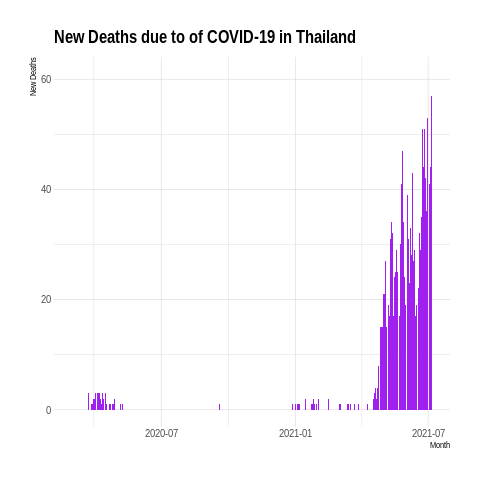 New Deaths due to of COVID-19 in Thailand
New Deaths
60
40
20
0
2020-07
2021-01
2021-07
Month